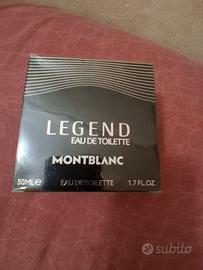 LEGEND
EAU DE TOILETTE
MONTBLANC
50ML ℮ EAU DE TOILETTE 1.7 FL.OZ.
subito